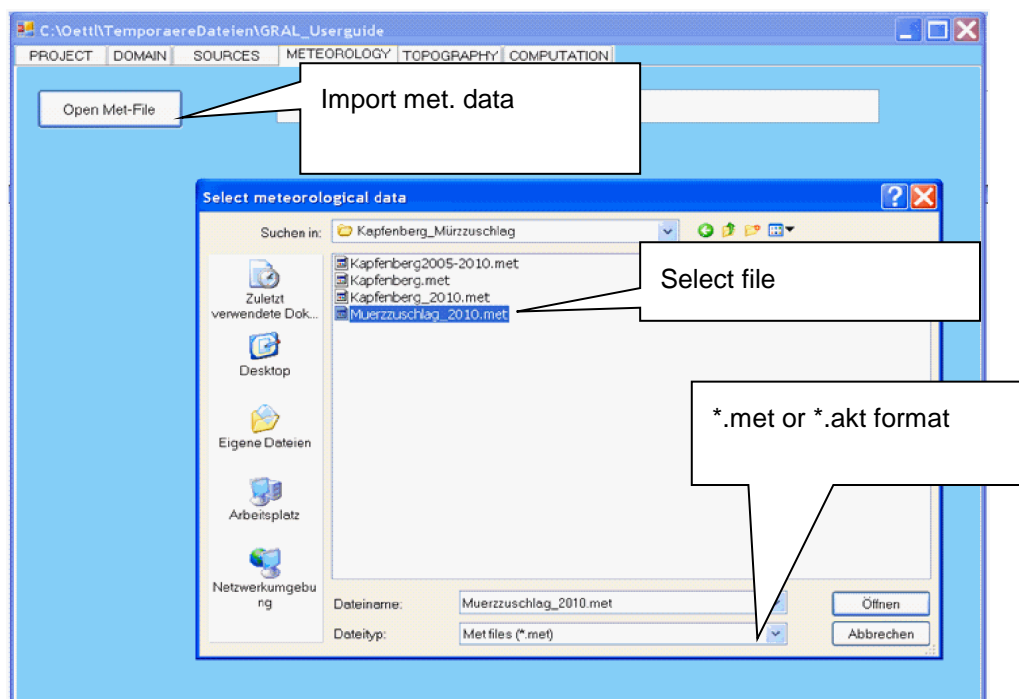 C:\Oettl\TemporaereDateien\GRAL_Userguide
PROJECT DOMAIN SOURCES METEOROLOGY TOPOGRAPHY COMPUTATION
Open Met-File
Import met. data
Select meteorological data
Suchen in:
Kapfenberg_Mürzzuschlag
Kapfenberg2005-2010.met
Kapfenberg.met
Kapfenberg_2010.met
Muerzzuschlag_2010.met
Select file
Zuletzt
verwendete Dok...
Desktop
Eigene Dateien
Arbeitsplatz
Netzwerkumgebu
ng
*.met or *.akt format
Dateiname:
Muerzzuschlag_2010.met
Öffnen
Dateityp:
Met files (*.met)
Abbrechen